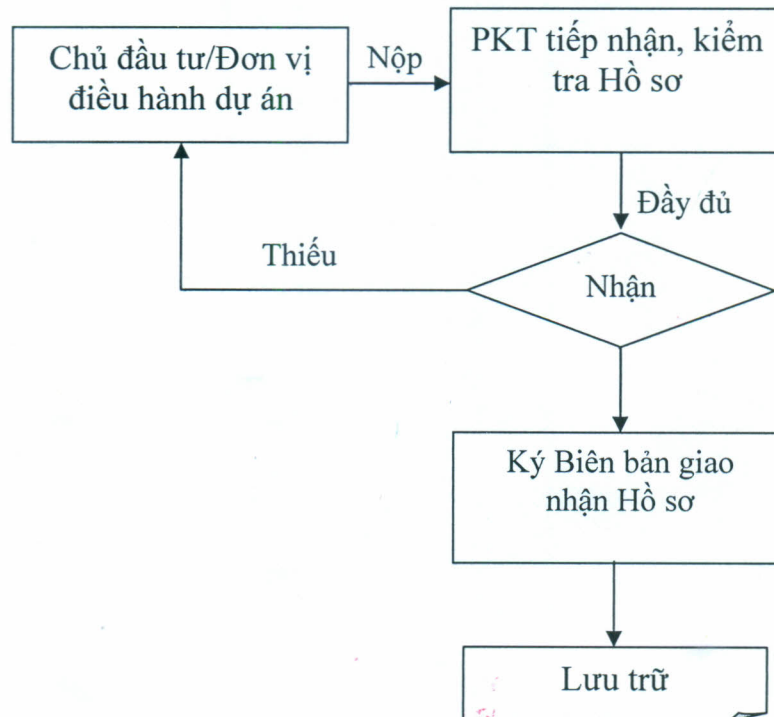 Chủ đầu tư/Đơn vị
điều hành dự án
Nộp
PKT tiếp nhận, kiểm
tra Hồ sơ
Đầy đủ
Thiếu
Nhận
Ký Biên bản giao
nhận Hồ sơ
Lưu trữ